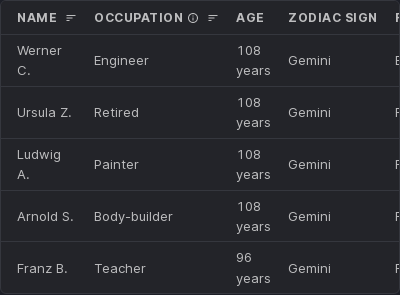 NAME OCCUPATION AGE ZODIAC SIGN
Werner C. Engineer 108 years Gemini
Ursula Z. Retired 108 years Gemini
Ludwig A. Painter 108 years Gemini
Arnold S. Body-builder 108 years Gemini
Franz B. Teacher 96 years Gemini